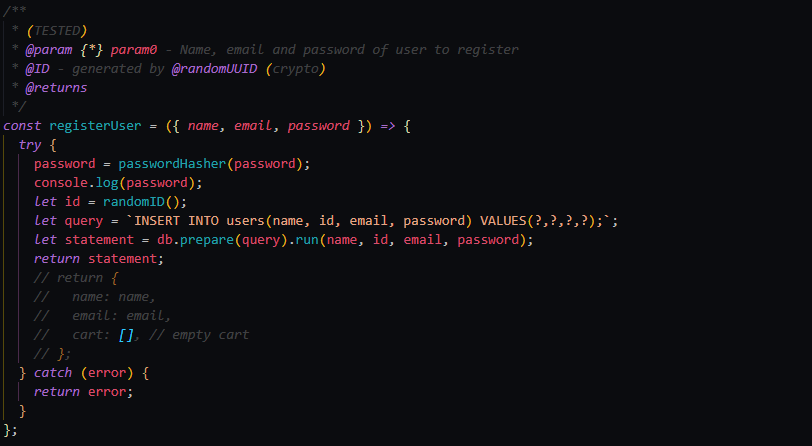 /**
 * (TESTED)
 * @param {*} param0 - Name, email and password of user to register
 * @ID - generated by @randomUUID (crypto)
 * @returns
 */
const registerUser = ({ name, email, password }) => {
  try {
    password = passwordHasher(password);
    console.log(password);
    let id = randomID();
    let query = `INSERT INTO users(name, id, email, password) VALUES(?,?,?,?);`;
    let statement = db.prepare(query).run(name, id, email, password);
    return statement;
    // return {
    //   name: name,
    //   email: email,
    //   cart: [], // empty cart
    // };
  } catch (error) {
    return error;
  }
};